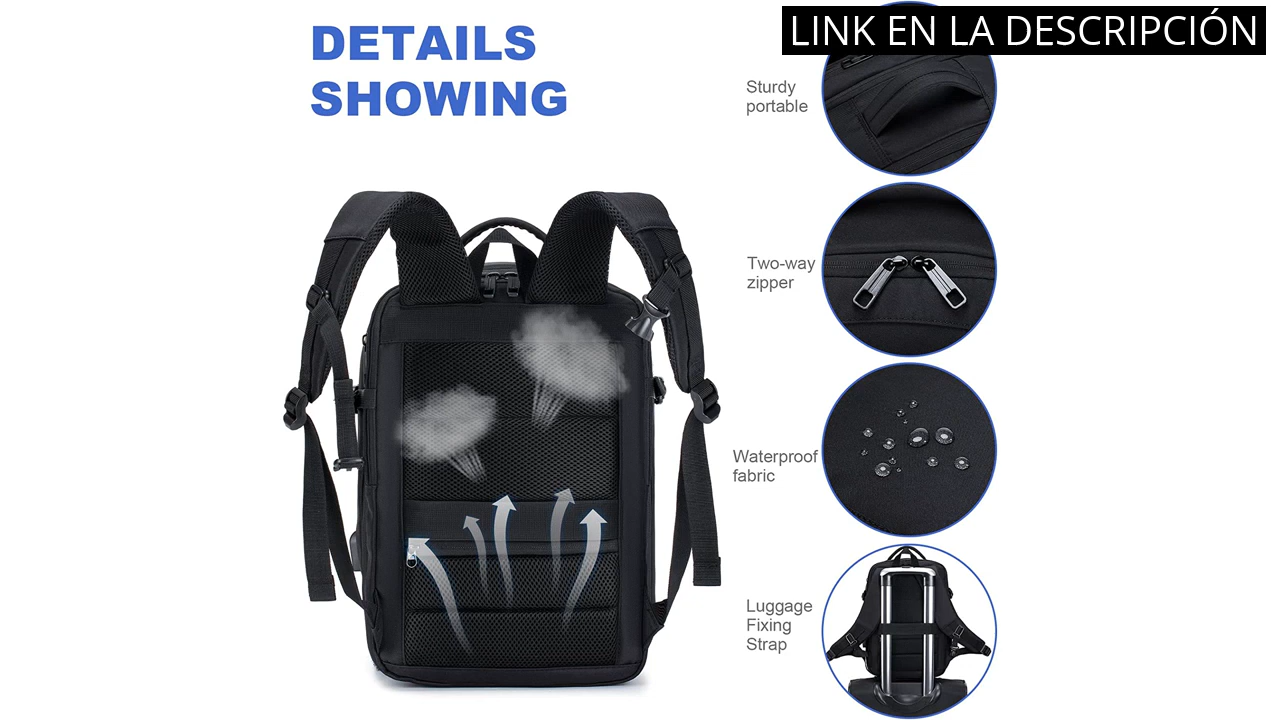 DETAILS
SHOWING
LINK EN LA DESCRIPCIÓN
Sturdy
portable
Two-way
zipper
Waterproof
fabric
Luggage
Fixing
Strap